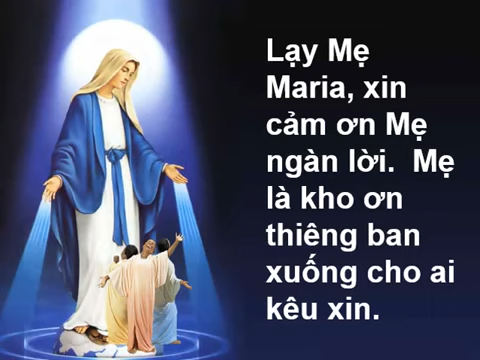 Lạy Mẹ
Maria, xin
cảm ơn Mẹ
ngàn lời.  Mẹ
là kho ơn
thiêng ban
xuống cho ai
kêu xin.